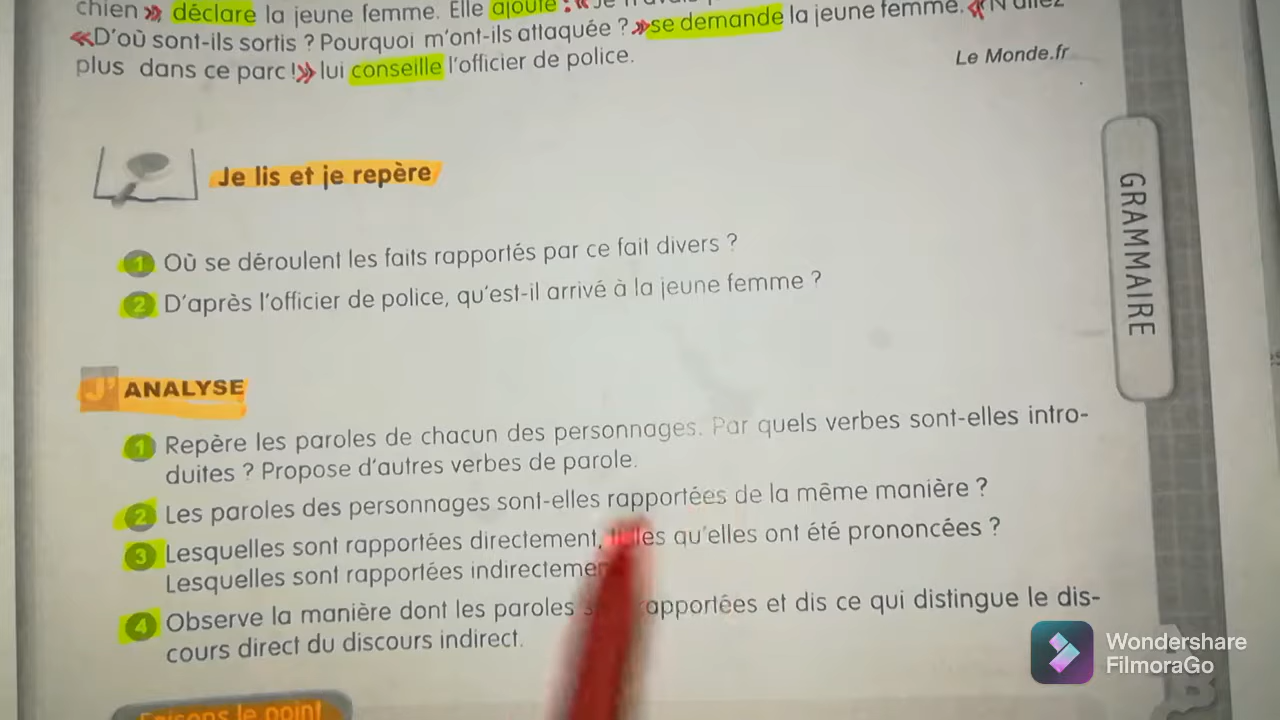 chien » déclare la jeune femme. Elle ajoute : «
la jeune femme. « N'allez
«D'où sont-ils sortis ? Pourquoi m'ont-ils attaquée ?» se demande
plus dans ce parc !» lui conseille l'officier de police.
Le Monde.fr
Je lis et je repère
1 Où se déroulent les faits rapportés par ce fait divers ?
2 D'après l'officier de police, qu'est-il arrivé à la jeune femme ?
GRAMMAIRE
J' ANALYSE
1 Repère les paroles de chacun des personnages. Par quels verbes sont-elles intro-
duites ? Propose d'autres verbes de parole.
2 Les paroles des personnages sont-elles rapportées de la même manière ?
3 Lesquelles sont rapportées directement, qu'elles ont été prononcées ?
Lesquelles sont rapportées
4 Observe la manière dont les paroles rapportées et dis ce qui distingue le dis-
cours direct du discours indirect.
Faisons le point
Wondershare
FilmoraGo